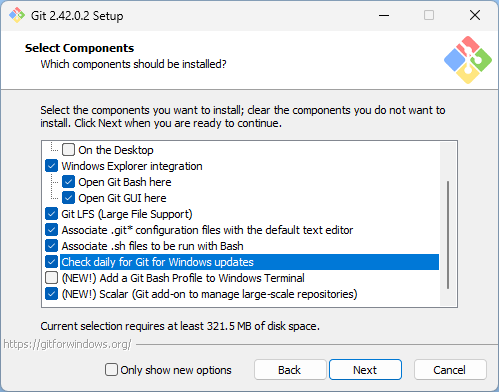 Git 2.42.0.2 Setup
Select Components
Which components should be installed?
Select the components you want to install; clear the components you do not want to
install. Click Next when you are ready to continue.
On the Desktop
Windows Explorer integration
Open Git Bash here
Open Git GUI here
Git LFS (Large File Support)
Associate .git* configuration files with the default text editor
Associate .sh files to be run with Bash
Check daily for Git for Windows updates
(NEW!) Add a Git Bash Profile to Windows Terminal
(NEW!) Scalar (Git add-on to manage large-scale repositories)
Current selection requires at least 321.5 MB of disk space.
https://gitforwindows.org/
Only show new options
Back
Next
Cancel